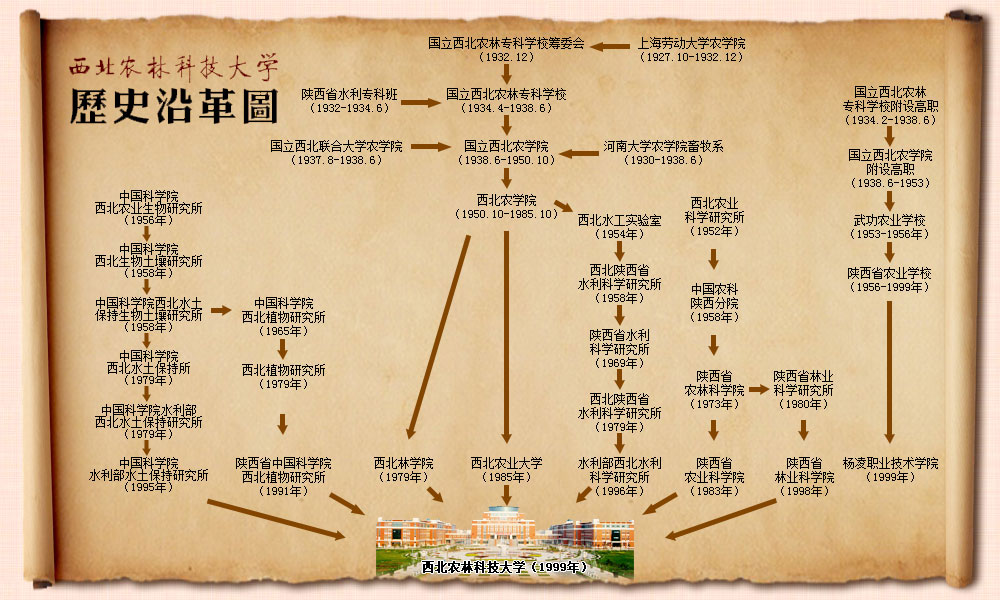 西北农林科技大学
歷史沿革圖
国立西北农林专科学校筹委会
(1932.12)
上海劳动大学农学院
(1927.10-1932.12)
陕西省水利专科班
(1932-1934.6)
国立西北农林专科学校
(1934.4-1938.6)
国立西北联合大学农学院
(1937.8-1938.6)
国立西北农学院
(1938.6-1950.10)
河南大学农学院畜牧系
(1930-1938.6)
西北农学院
(1950.10-1985.10)
国立西北农林
专科学校附设高职
(1934.2-1938.6)
国立西北农学院
附设高职
(1938.6-1953)
武功农业学校
(1953-1956年)
陕西省农业学校
(1956-1999年)
杨凌职业技术学院
(1999年)
中国科学院
西北农业生物研究所
(1956年)
中国科学院
西北生物土壤研究所
(1958年)
中国科学院西北水土
保持生物土壤研究所
(1958年)
中国科学院
西北水土保持所
(1979年)
中国科学院水利部
西北水土保持研究所
(1979年)
中国科学院
水利部水土保持研究所
(1995年)
中国科学院
西北植物研究所
(1965年)
西北植物研究所
(1979年)
陕西省中国科学院
西北植物研究所
(1991年)
西北林学院
(1979年)
西北农业大学
(1985年)
西北水工实验室
(1954年)
西北陕西省
水利科学研究所
(1958年)
陕西省水利
科学研究所
(1969年)
西北陕西省
水利科学研究所
(1979年)
水利部西北水利
科学研究所
(1996年)
西北农业
科学研究所
(1952年)
中国农科
陕西分院
(1958年)
陕西省
农林科学院
(1973年)
陕西省
农业科学院
(1983年)
陕西省林业
科学研究所
(1980年)
陕西省
林业科学院
(1998年)
西北农林科技大学(1999年)